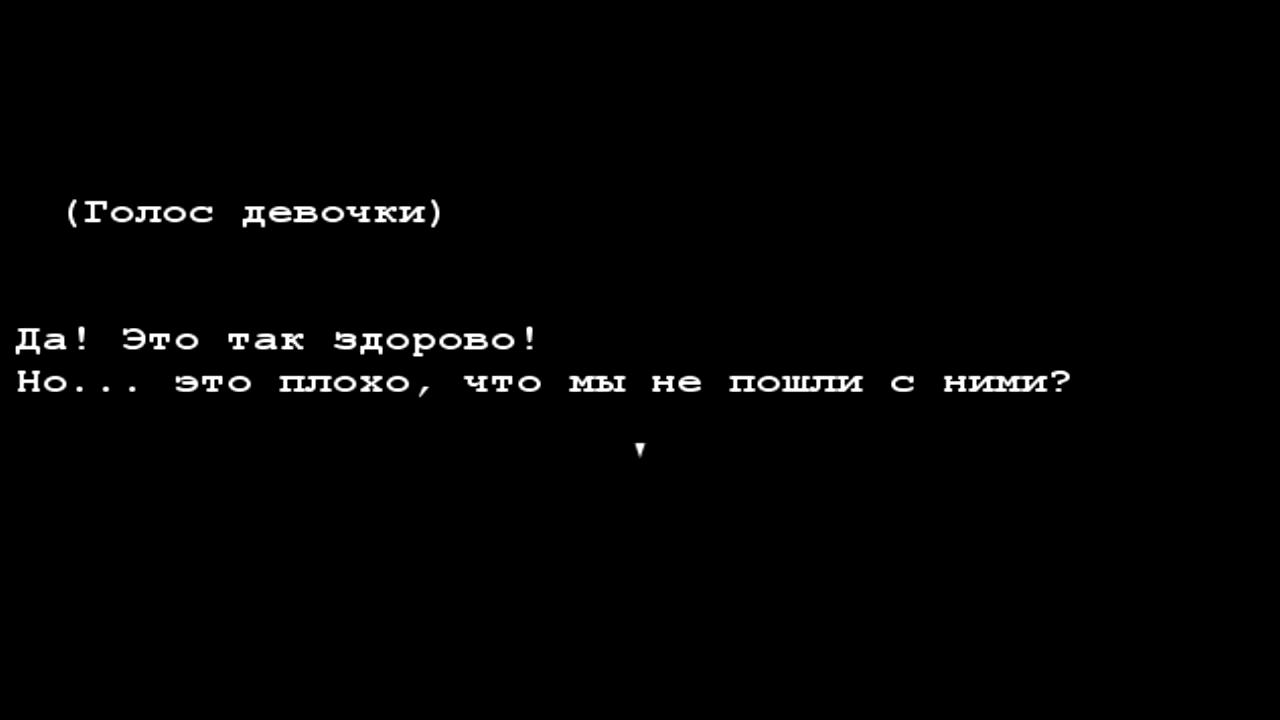 (Голос девочки)
Да! Это так здорово!
Но... это плохо, что мы не пошли с ними?